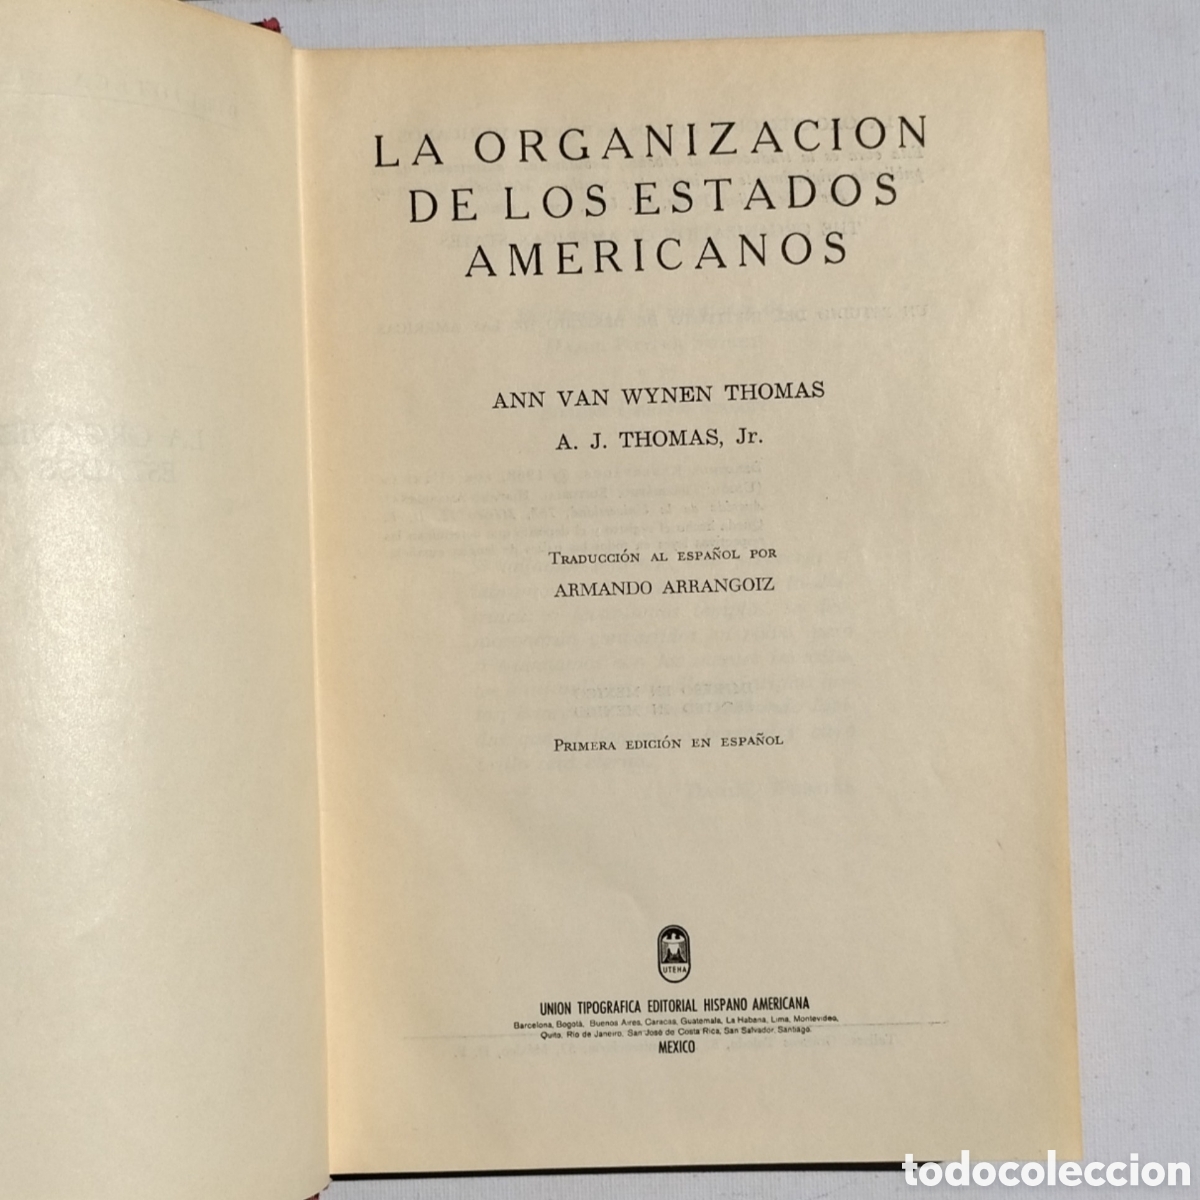 LA ORGANIZACION
DE LOS ESTADOS
AMERICANOS
ANN VAN WYNEN THOMAS
A. J. THOMAS, Jr.
TRADUCCIÓN AL ESPAÑOL POR
ARMANDO ARRANGOIZ
PRIMERA EDICIÓN EN ESPAÑOL
UTEHA
UNION TIPOGRAFICA EDITORIAL HISPANO AMERICANA
Barcelona, Bogotá, Buenos Aires, Caracas, Guatemala, La Habana, Lima, Montevideo,
Quito, Rio de Janeiro, San José de Costa Rica, San Salvador, Santiago.
MEXICO
todocoleccion